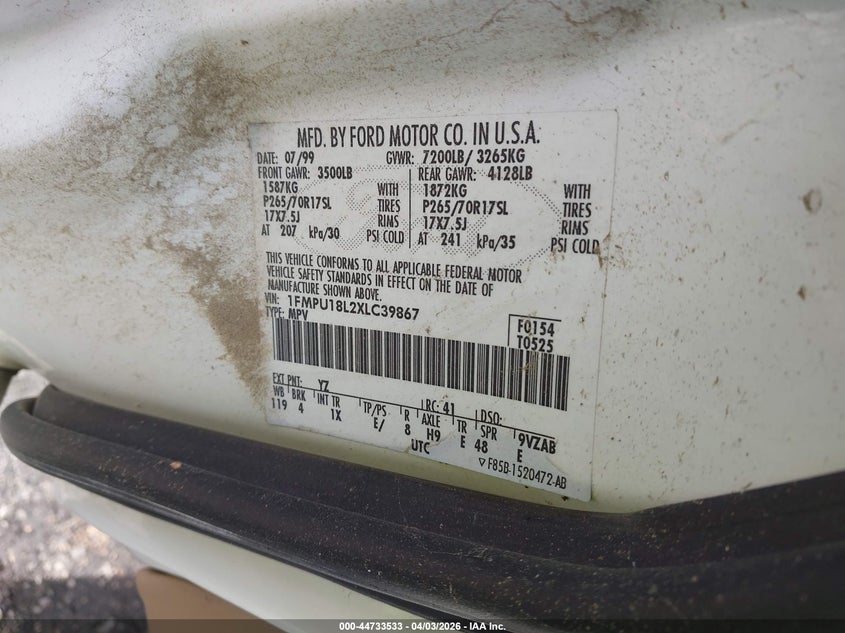 MFD. BY FORD MOTOR CO. IN U.S.A.
DATE: 07/99 GVWR: 7200LB/ 3265KG
FRONT GAWR: 3500LB REAR GAWR: 4128LB
1587KG WITH 1872KG WITH
P265/70R17SL TIRES P265/70R17SL TIRES
17X7.5J RIMS 17X7.5J RIMS
AT 207 kPa/30 PSI COLD AT 241 kPa/35 PSI COLD
THIS VEHICLE CONFORMS TO ALL APPLICABLE FEDERAL MOTOR
VEHICLE SAFETY STANDARDS IN EFFECT ON THE DATE OF
MANUFACTURE SHOWN ABOVE.
VIN: 1FMPU18L2XLC39867
TYPE: MPV
F0154
T0525
EXT PNT: YZ RC: 41 DSO:
WB BRK INT TR TP/PS R AXLE TR SPR 9VZAB
119 4 1X E/ 8 H9 E 48 E
UTC
▽F85B-1520472-AB
000-44733533 - 04/03/2026 - IAA Inc.